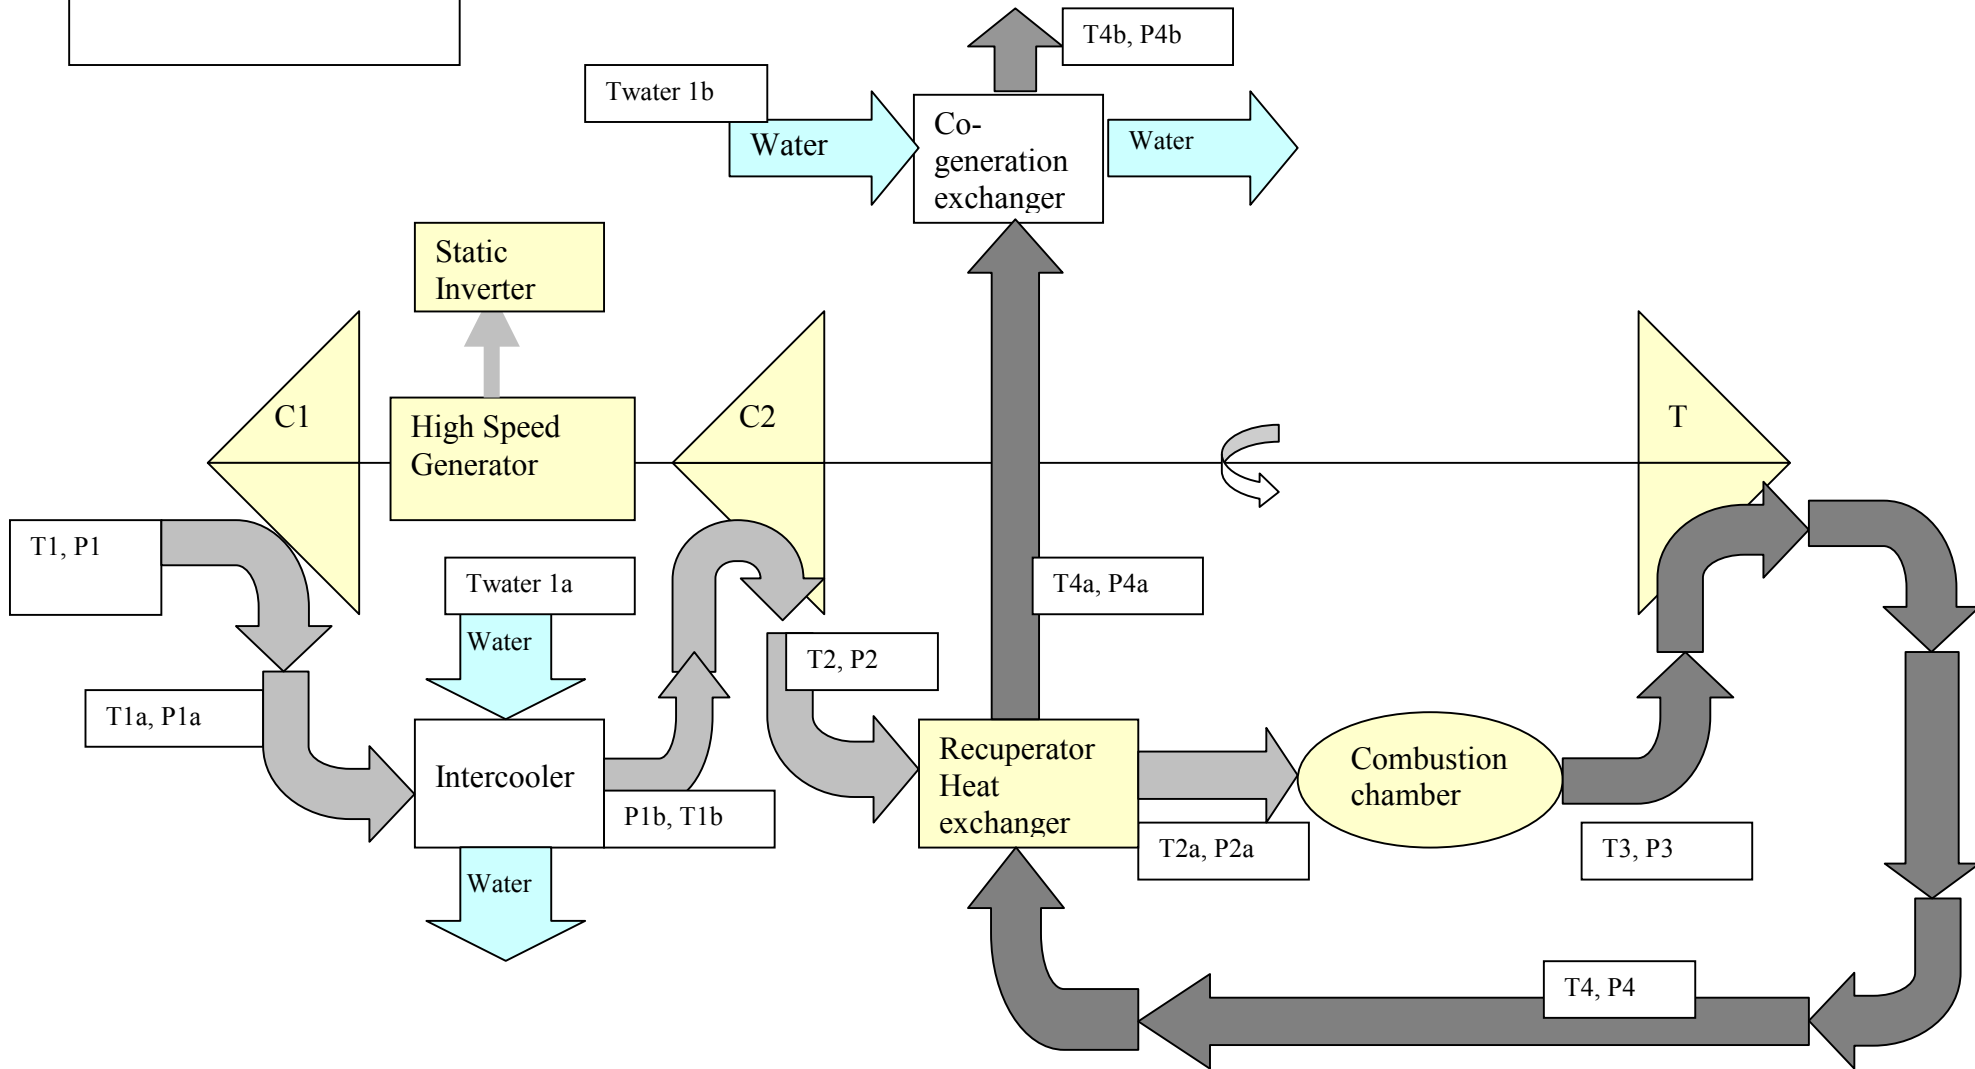 T4b, P4b
Twater 1b
Water
Co-
generation
exchanger
Water
Static
Inverter
C1
High Speed
Generator
C2
T
T1, P1
Twater 1a
T4a, P4a
Water
T2, P2
T1a, P1a
Intercooler
P1b, T1b
Recuperator
Heat
exchanger
Combustion
chamber
T2a, P2a
T3, P3
Water
T4, P4